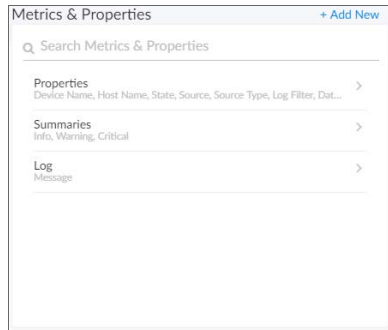 Metrics & Properties + Add New
Search Metrics & Properties
Properties
Device Name, Host Name, State, Source, Source Type, Log Filter, Dat...
Summaries
Info, Warning, Critical
Log
Message